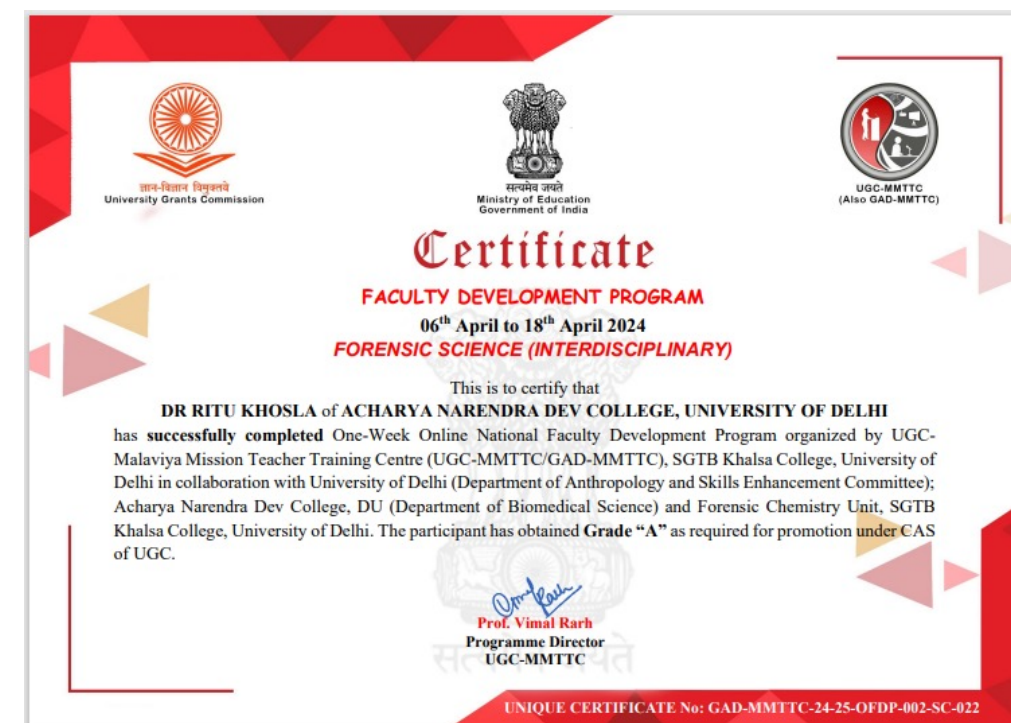 ज्ञान-विज्ञान विमुक्तये
University Grants Commission
सत्यमेव जयते
Ministry of Education
Government of India
UGC-MMTTC
(Also GAD-MMTTC)
Certificate
FACULTY DEVELOPMENT PROGRAM
06th April to 18th April 2024
FORENSIC SCIENCE (INTERDISCIPLINARY)
This is to certify that
DR RITU KHOSLA of ACHARYA NARENDRA DEV COLLEGE, UNIVERSITY OF DELHI
has successfully completed One-Week Online National Faculty Development Program organized by UGC-
Malaviya Mission Teacher Training Centre (UGC-MMTTC/GAD-MMTTC), SGTB Khalsa College, University of
Delhi in collaboration with University of Delhi (Department of Anthropology and Skills Enhancement Committee);
Acharya Narendra Dev College, DU (Department of Biomedical Science) and Forensic Chemistry Unit, SGTB
Khalsa College, University of Delhi. The participant has obtained Grade “A” as required for promotion under CAS
of UGC.
Vimal Rarh
Prof. Vimal Rarh
Programme Director
UGC-MMTTC
सत्यमेव जयते
UNIQUE CERTIFICATE No: GAD-MMTTC-24-25-OFDP-002-SC-022